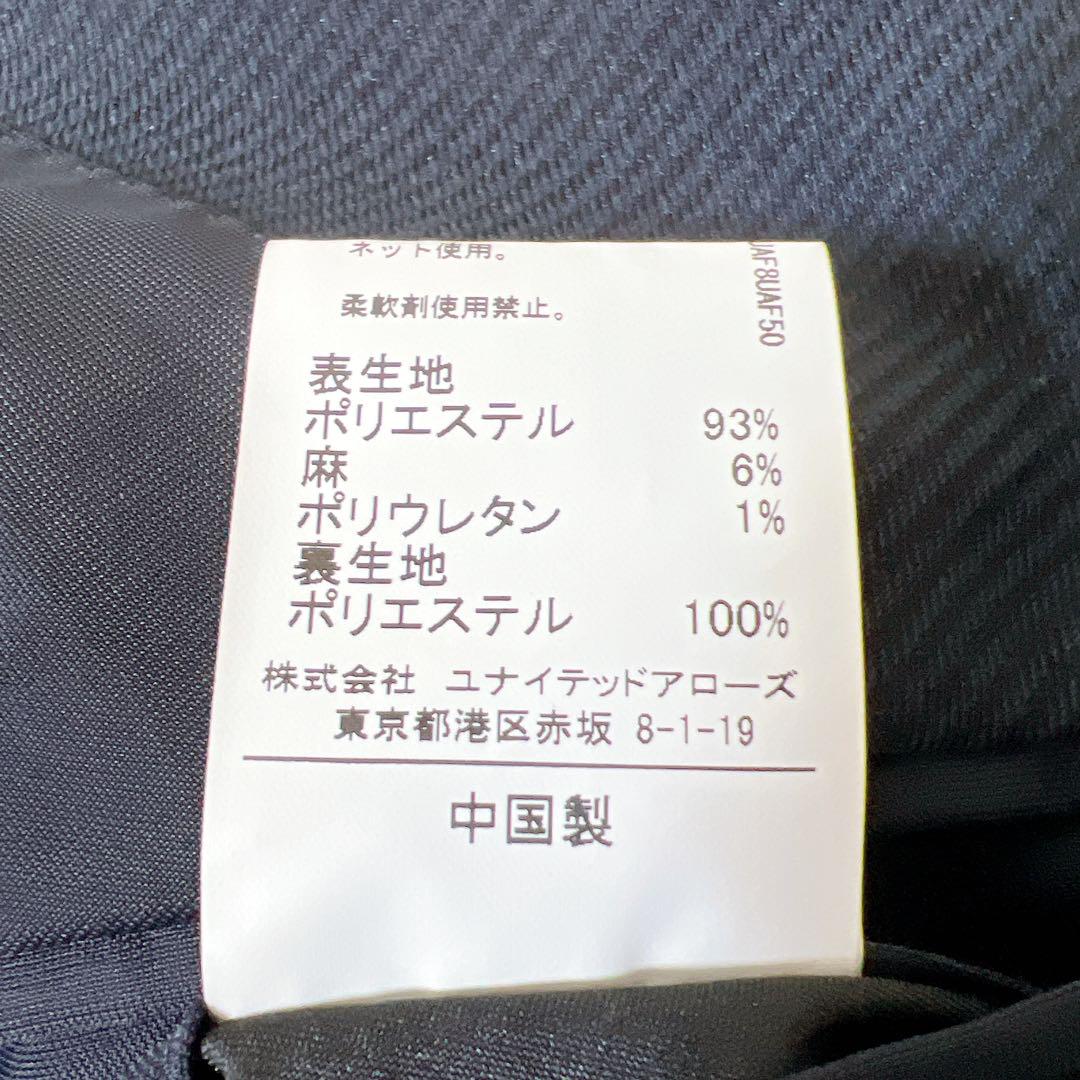 ネット使用。
柔軟剤使用禁止。
表生地
ポリエステル 93%
麻 6%
ポリウレタン 1%
裏生地
ポリエステル 100%
株式会社 ユナイテッドアローズ
東京都港区赤坂 8-1-19
中国製
UAF8UAF50